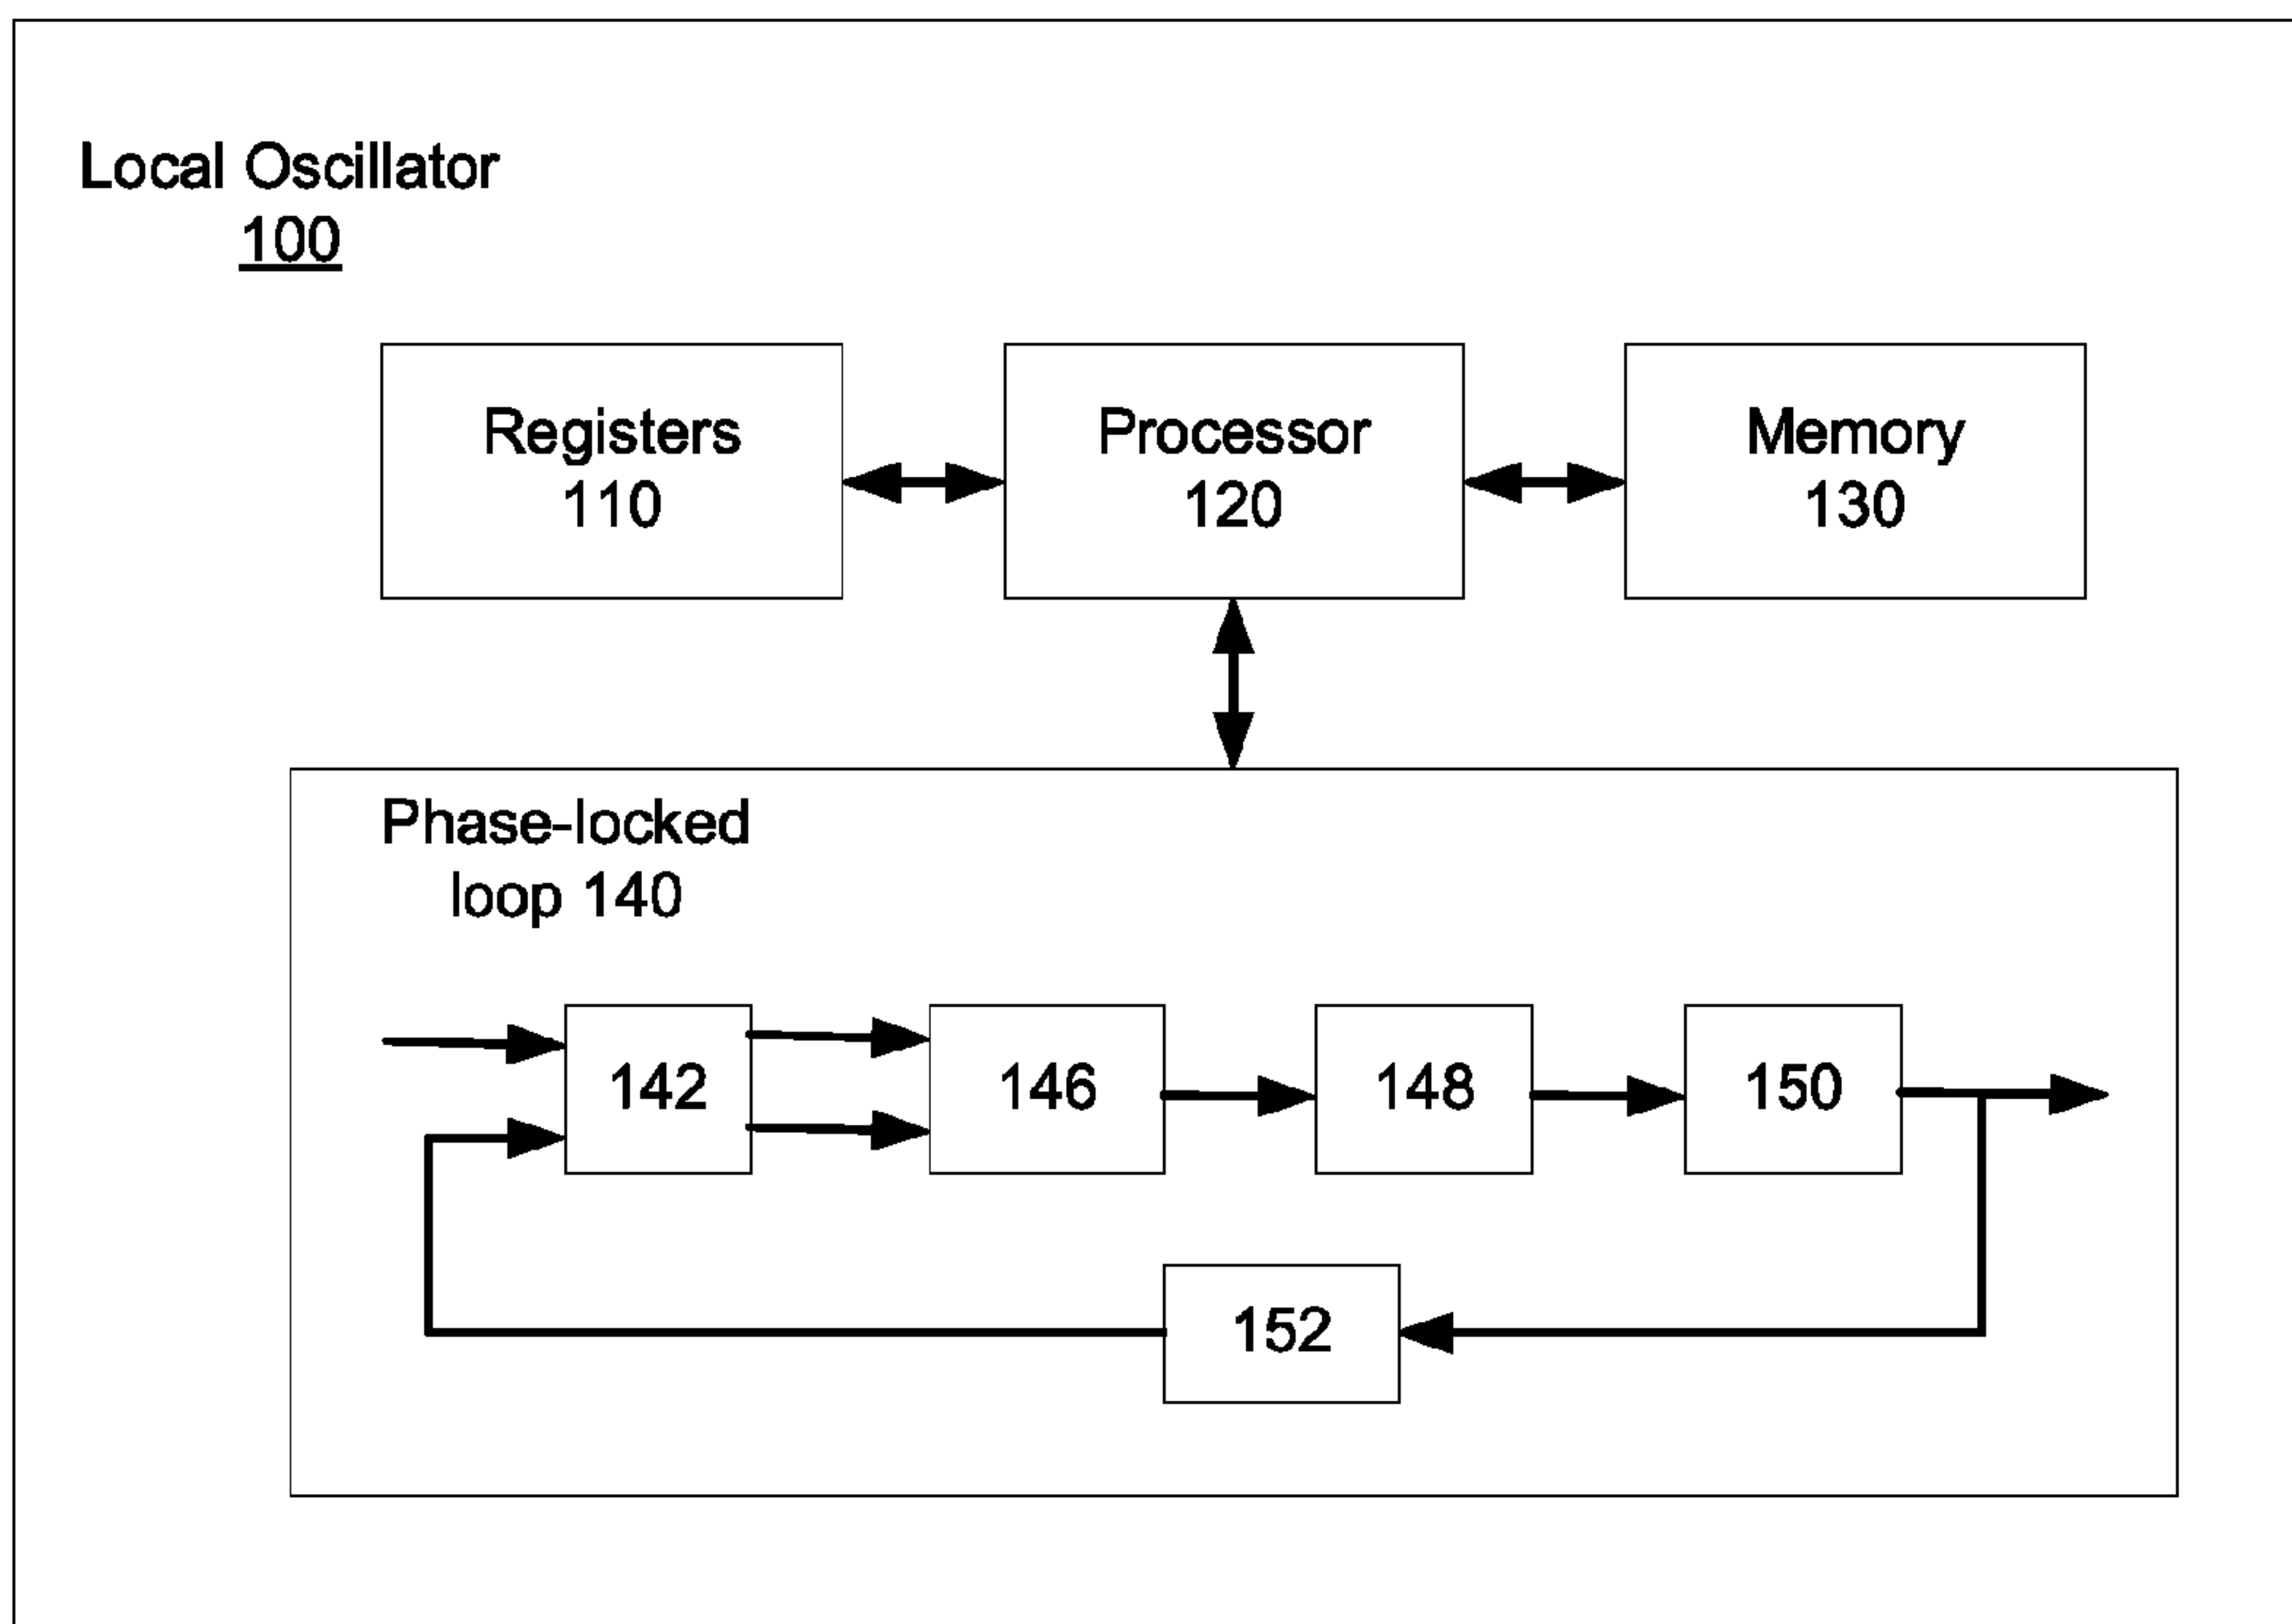 Local Oscillator
100
Registers
110
Processor
120
Memory
130
Phase-locked
loop 140
142
146
148
150
152